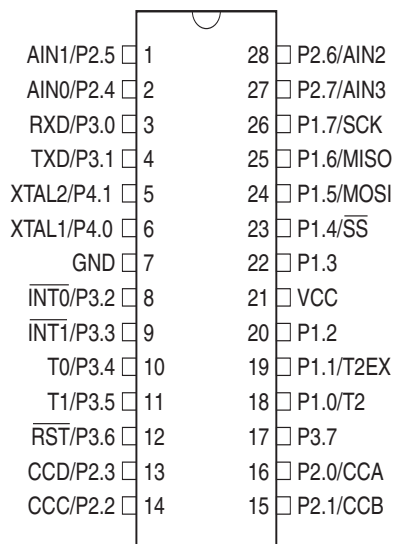 AIN1/P2.5 1 28 P2.6/AIN2
AIN0/P2.4 2 27 P2.7/AIN3
RXD/P3.0 3 26 P1.7/SCK
TXD/P3.1 4 25 P1.6/MISO
XTAL2/P4.1 5 24 P1.5/MOSI
XTAL1/P4.0 6 23 P1.4/S̅S̅
GND 7 22 P1.3
I̅N̅T̅0̅/P3.2 8 21 VCC
I̅N̅T̅1̅/P3.3 9 20 P1.2
T0/P3.4 10 19 P1.1/T2EX
T1/P3.5 11 18 P1.0/T2
R̅S̅T̅/P3.6 12 17 P3.7
CCD/P2.3 13 16 P2.0/CCA
CCC/P2.2 14 15 P2.1/CCB